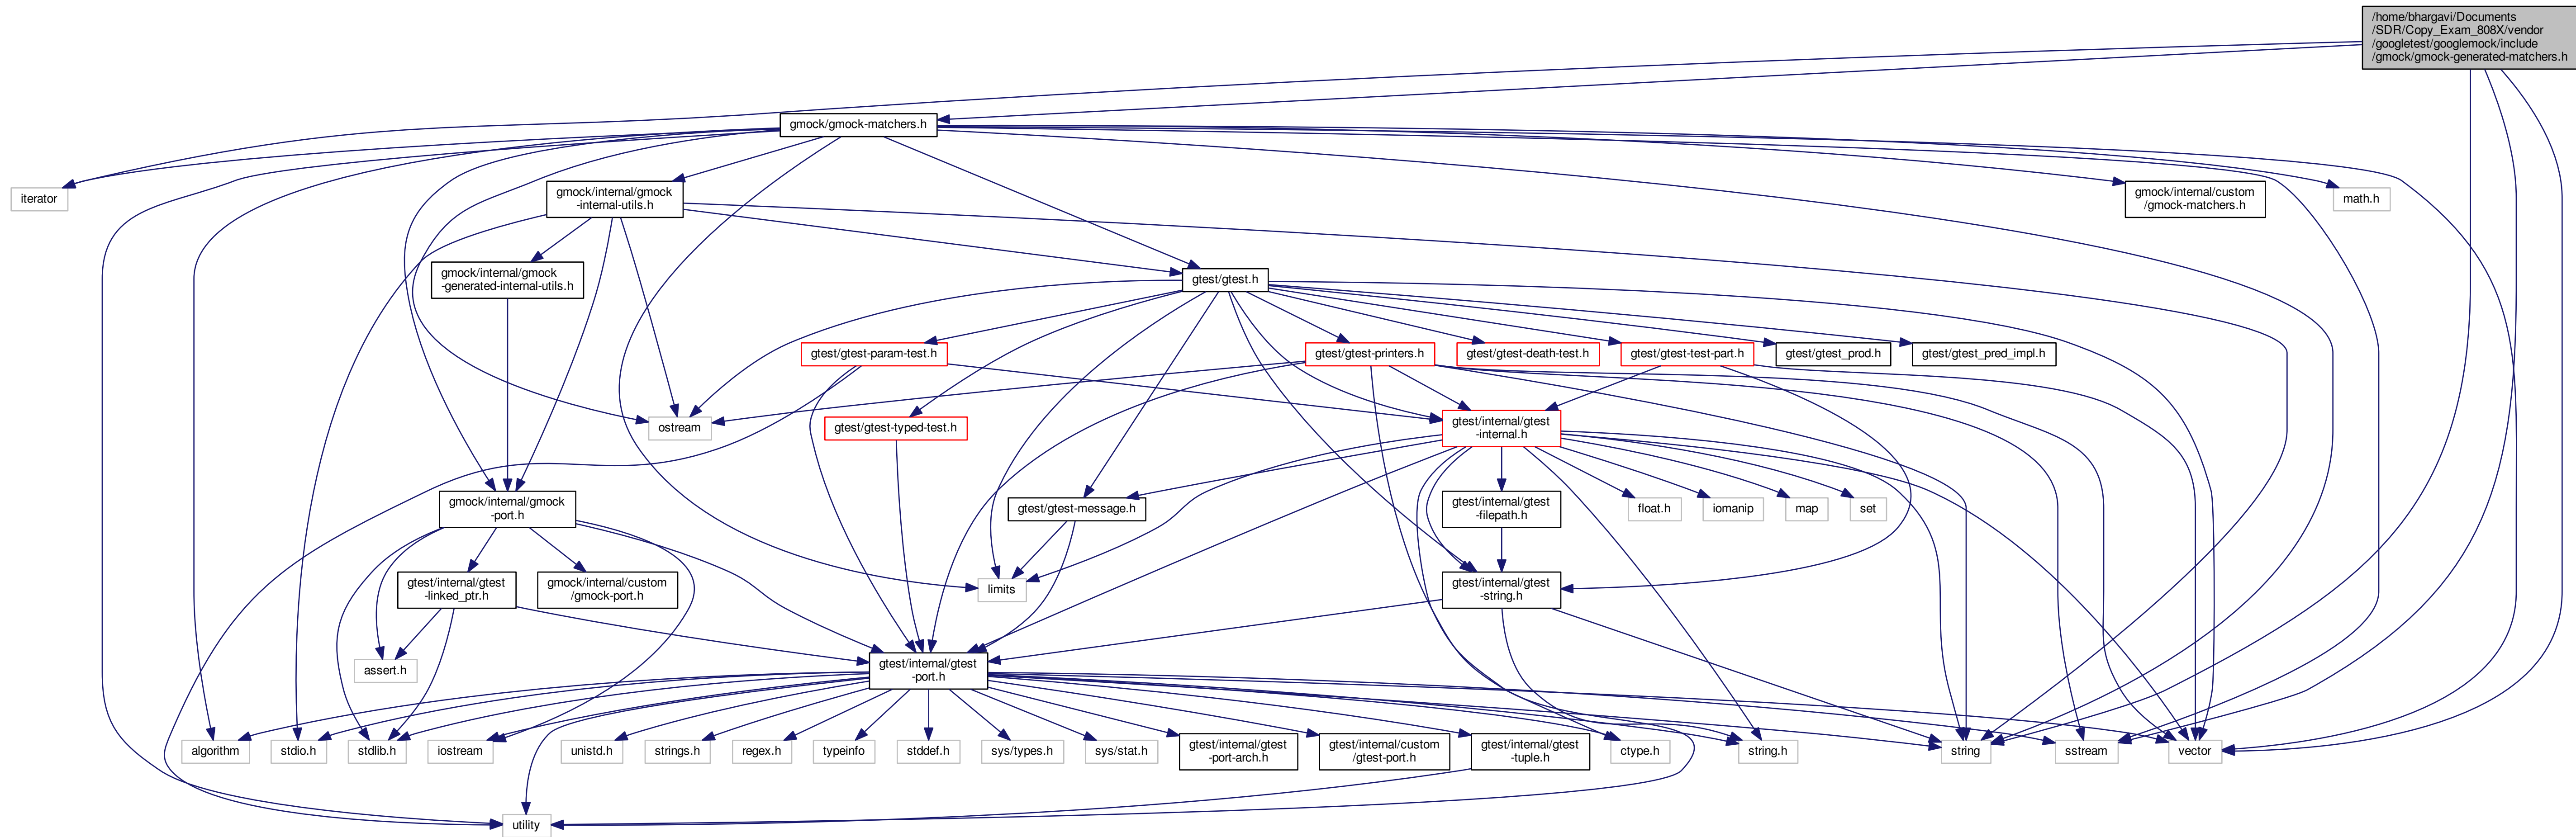 /home/bhargavi/Documents
/SDR/Copy_Exam_808X/vendor
/googletest/googlemock/include
/gmock/gmock-generated-matchers.h
gmock/gmock-matchers.h
iterator
gmock/internal/gmock
-internal-utils.h
gmock/internal/custom
/gmock-matchers.h
math.h
gmock/internal/gmock
-generated-internal-utils.h
gtest/gtest.h
gtest/gtest-param-test.h
gtest/gtest-printers.h
gtest/gtest-death-test.h
gtest/gtest-test-part.h
gtest/gtest_prod.h
gtest/gtest_pred_impl.h
ostream
gtest/gtest-typed-test.h
gtest/internal/gtest
-internal.h
gmock/internal/gmock
-port.h
gtest/gtest-message.h
gtest/internal/gtest
-filepath.h
float.h
iomanip
map
set
gtest/internal/gtest
-linked_ptr.h
gmock/internal/custom
/gmock-port.h
limits
gtest/internal/gtest
-string.h
assert.h
gtest/internal/gtest
-port.h
algorithm
stdio.h
stdlib.h
iostream
unistd.h
strings.h
regex.h
typeinfo
stddef.h
sys/types.h
sys/stat.h
gtest/internal/gtest
-port-arch.h
gtest/internal/custom
/gtest-port.h
gtest/internal/gtest
-tuple.h
ctype.h
string.h
string
sstream
vector
utility